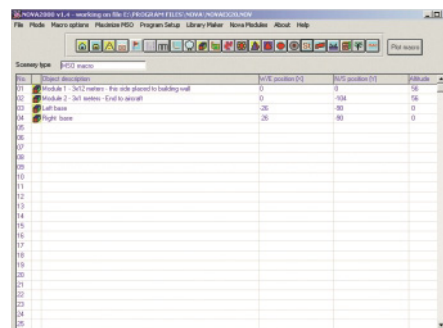 NOVA2000 v1.4 - working on file E:\PROGRAM FILES\NOVA\NOVAEX20.NOV
File Mode Macro options Maximize MSO Program Setup Library Maker Nova Modules About Help
Plot macro
Scenery type MSO macro
No. Object description W/E position (X) N/S position (Y) Altitude
01 Module 1 - 3x12 meters - this side placed to building wall 0 0 56
02 Module 2 - 3x1 meters - End to aircraft 0 -104 56
03 Left base -26 -80 0
04 Right base 26 -80 0
05
06
07
08
09
10
11
12
13
14
15
16
17
18
19
20
21
22
23
24
25